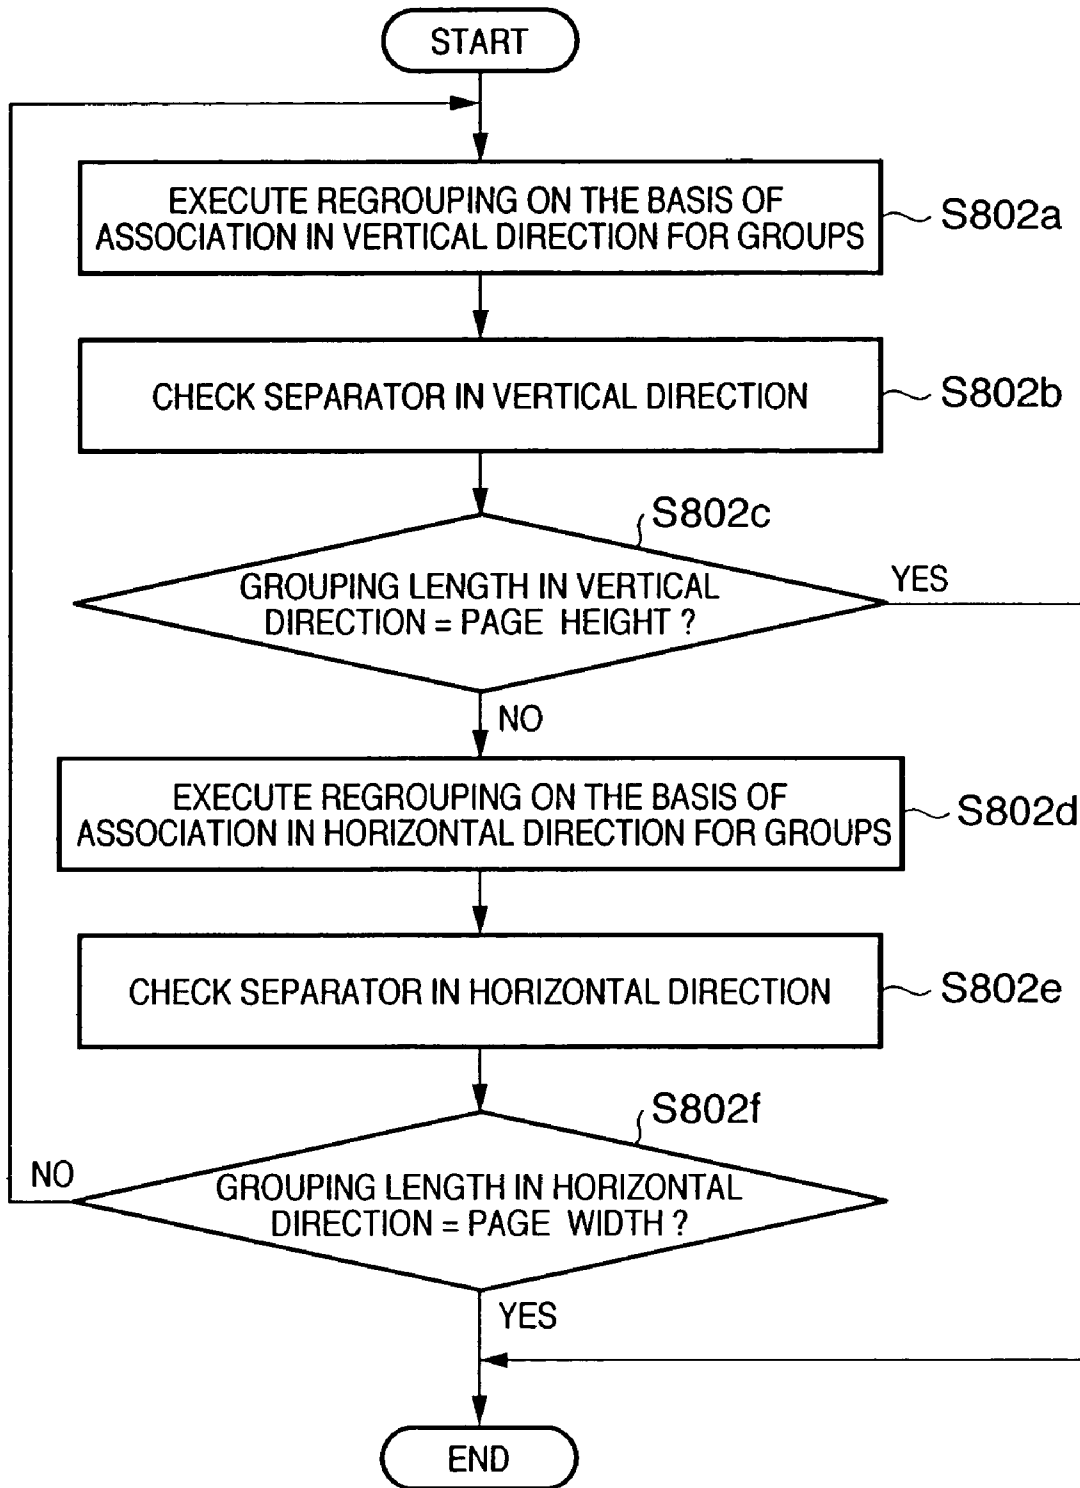 START
EXECUTE REGROUPING ON THE BASIS OF
ASSOCIATION IN VERTICAL DIRECTION FOR GROUPS
S802a
CHECK SEPARATOR IN VERTICAL DIRECTION
S802b
S802c
GROUPING LENGTH IN VERTICAL
DIRECTION = PAGE HEIGHT ?
YES
NO
EXECUTE REGROUPING ON THE BASIS OF
ASSOCIATION IN HORIZONTAL DIRECTION FOR GROUPS
S802d
CHECK SEPARATOR IN HORIZONTAL DIRECTION
S802e
S802f
NO
GROUPING LENGTH IN HORIZONTAL
DIRECTION = PAGE WIDTH ?
YES
END